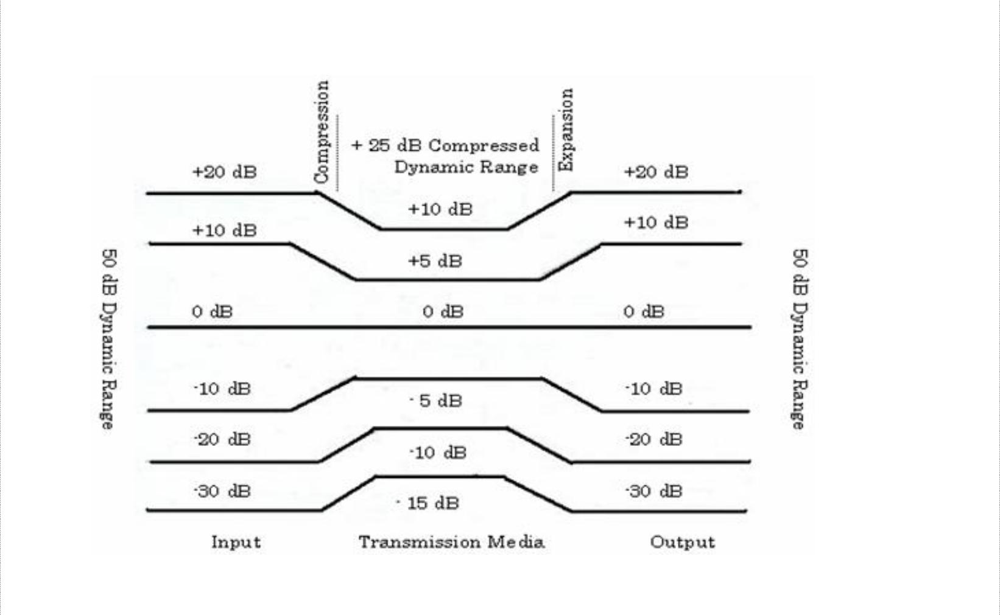 Compression
Expansion
+ 25 dB Compressed
Dynamic Range
+20 dB
+20 dB
+10 dB
+10 dB
+10 dB
+5 dB
50 dB Dynamic Range
50 dB Dynamic Range
0 dB
0 dB
0 dB
-10 dB
- 5 dB
-10 dB
-20 dB
-10 dB
-20 dB
-30 dB
- 15 dB
-30 dB
Input
Transmission Media
Output